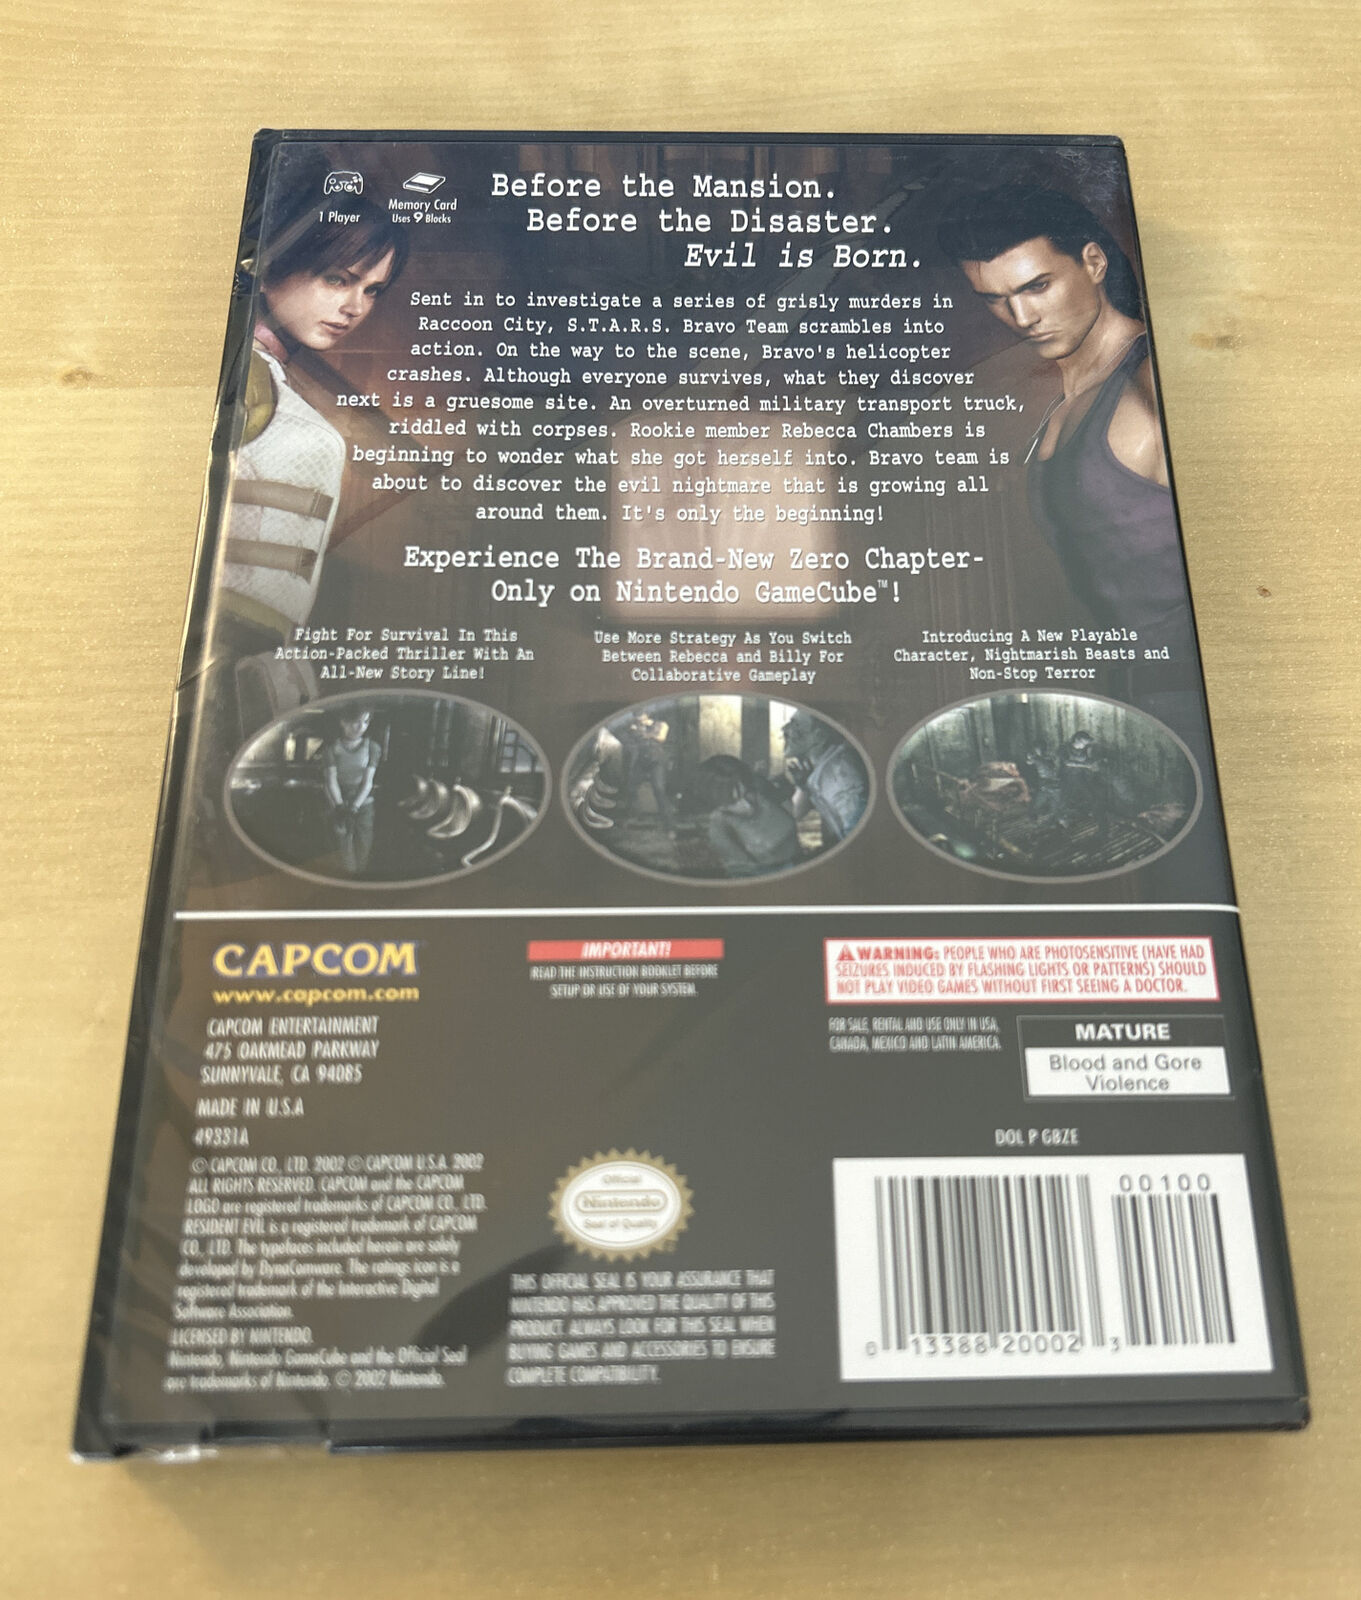 1 Player
Memory Card
Uses 9 Blocks
Before the Mansion.
Before the Disaster.
Evil is Born.
Sent in to investigate a series of grisly murders in
Raccoon City, S.T.A.R.S. Bravo Team scrambles into
action. On the way to the scene, Bravo's helicopter
crashes. Although everyone survives, what they discover
next is a gruesome site. An overturned military transport truck,
riddled with corpses. Rookie member Rebecca Chambers is
beginning to wonder what she got herself into. Bravo team is
about to discover the evil nightmare that is growing all
around them. It's only the beginning!
Experience The Brand-New Zero Chapter-
Only on Nintendo GameCube™!
Fight For Survival In This
Action-Packed Thriller With An
All-New Story Line!
Use More Strategy As You Switch
Between Rebecca and Billy For
Collaborative Gameplay
Introducing A New Playable
Character, Nightmarish Beasts and
Non-Stop Terror
CAPCOM
www.capcom.com
CAPCOM ENTERTAINMENT
475 OAKMEAD PARKWAY
SUNNYVALE, CA 94085
MADE IN U.S.A
49331A
© CAPCOM CO., LTD. 2002 © CAPCOM U.S.A. 2002
ALL RIGHTS RESERVED. CAPCOM and the CAPCOM
LOGO are registered trademarks of CAPCOM CO., LTD.
RESIDENT EVIL is a registered trademark of CAPCOM
CO., LTD. The typefaces included herein are solely
developed by DynaComware. The ratings icon is a
registered trademark of the Interactive Digital
Software Association.
LICENSED BY NINTENDO.
Nintendo, Nintendo GameCube and the Official Seal
are trademarks of Nintendo. © 2002 Nintendo.
IMPORTANT!
READ THE INSTRUCTION BOOKLET BEFORE
SETUP OR USE OF YOUR SYSTEM.
Official
Nintendo
Seal of Quality
THIS OFFICIAL SEAL IS YOUR ASSURANCE THAT
NINTENDO HAS APPROVED THE QUALITY OF THIS
PRODUCT. ALWAYS LOOK FOR THIS SEAL WHEN
BUYING GAMES AND ACCESSORIES TO ENSURE
COMPLETE COMPATIBILITY.
WARNING: PEOPLE WHO ARE PHOTOSENSITIVE (HAVE HAD
SEIZURES INDUCED BY FLASHING LIGHTS OR PATTERNS) SHOULD
NOT PLAY VIDEO GAMES WITHOUT FIRST SEEING A DOCTOR.
FOR SALE, RENTAL AND USE ONLY IN USA,
CANADA, MEXICO AND LATIN AMERICA.
MATURE
Blood and Gore
Violence
DOL P GBZE
00100
0 13388 20002 3